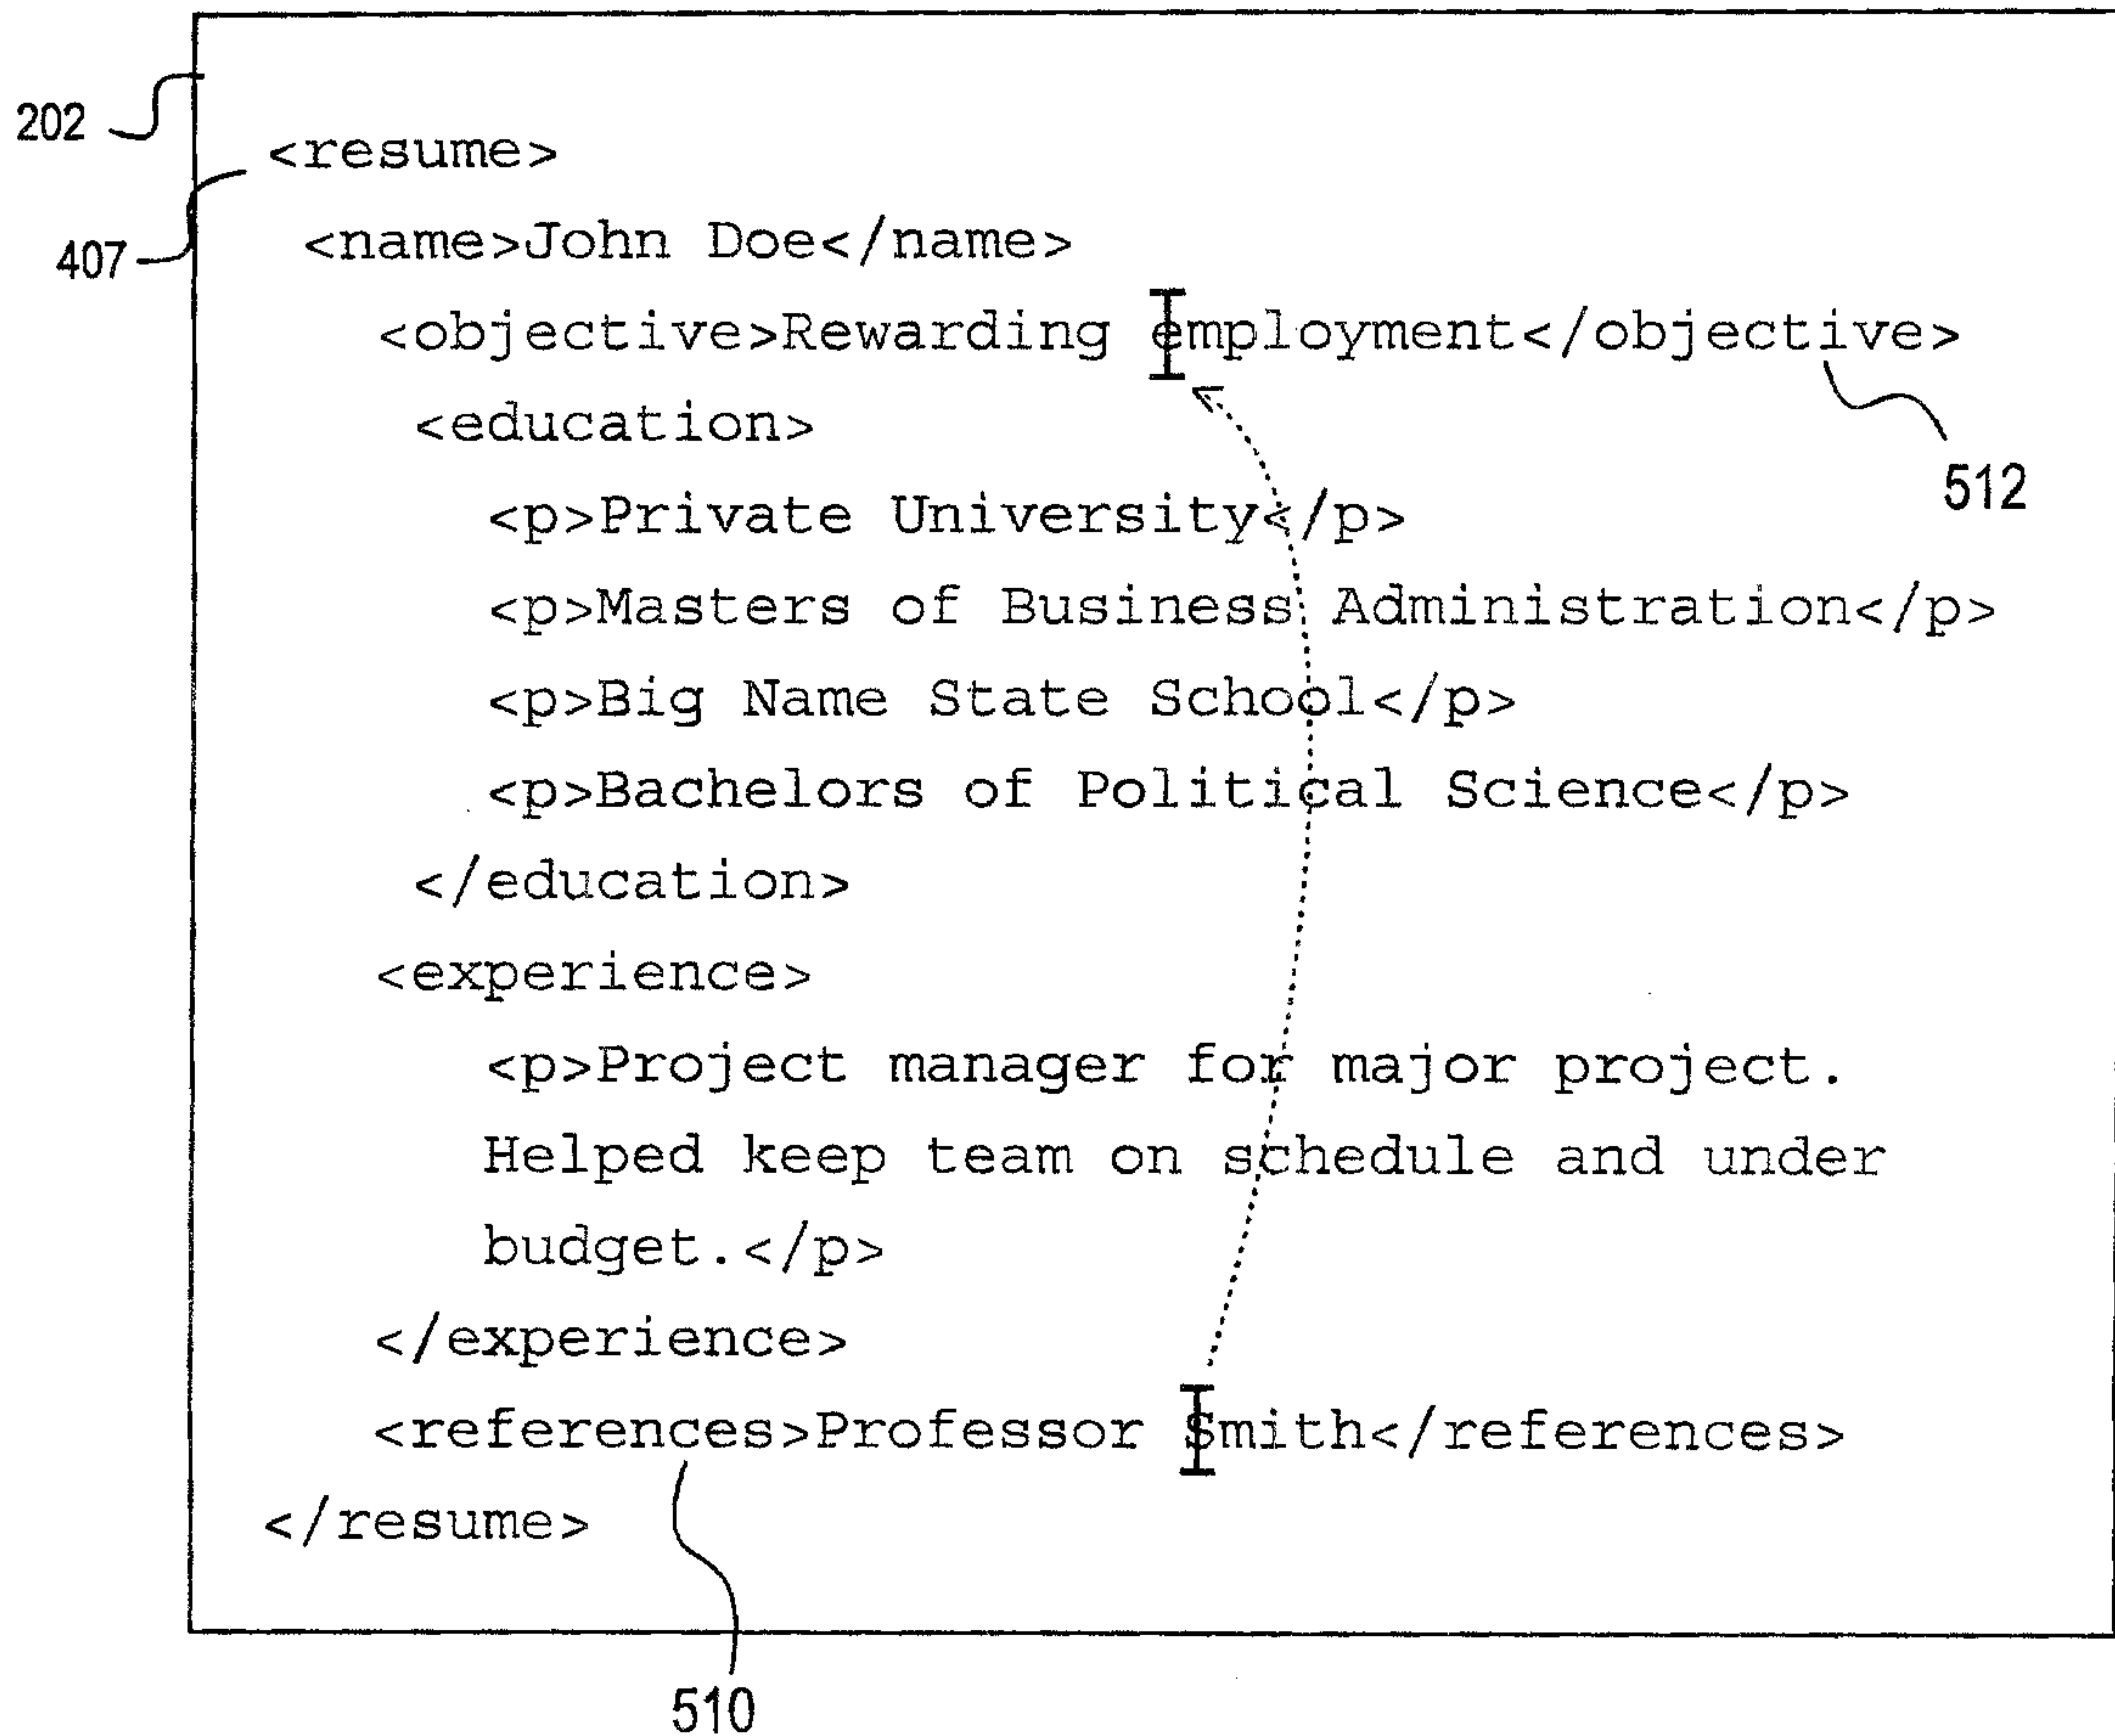 202
<resume>
407
<name>John Doe</name>
<objective>Rewarding employment</objective>
<education>
512
<p>Private University</p>
<p>Masters of Business Administration</p>
<p>Big Name State School</p>
<p>Bachelors of Political Science</p>
</education>
<experience>
<p>Project manager for major project.
Helped keep team on schedule and under
budget.</p>
</experience>
<references>Professor Smith</references>
</resume>
510